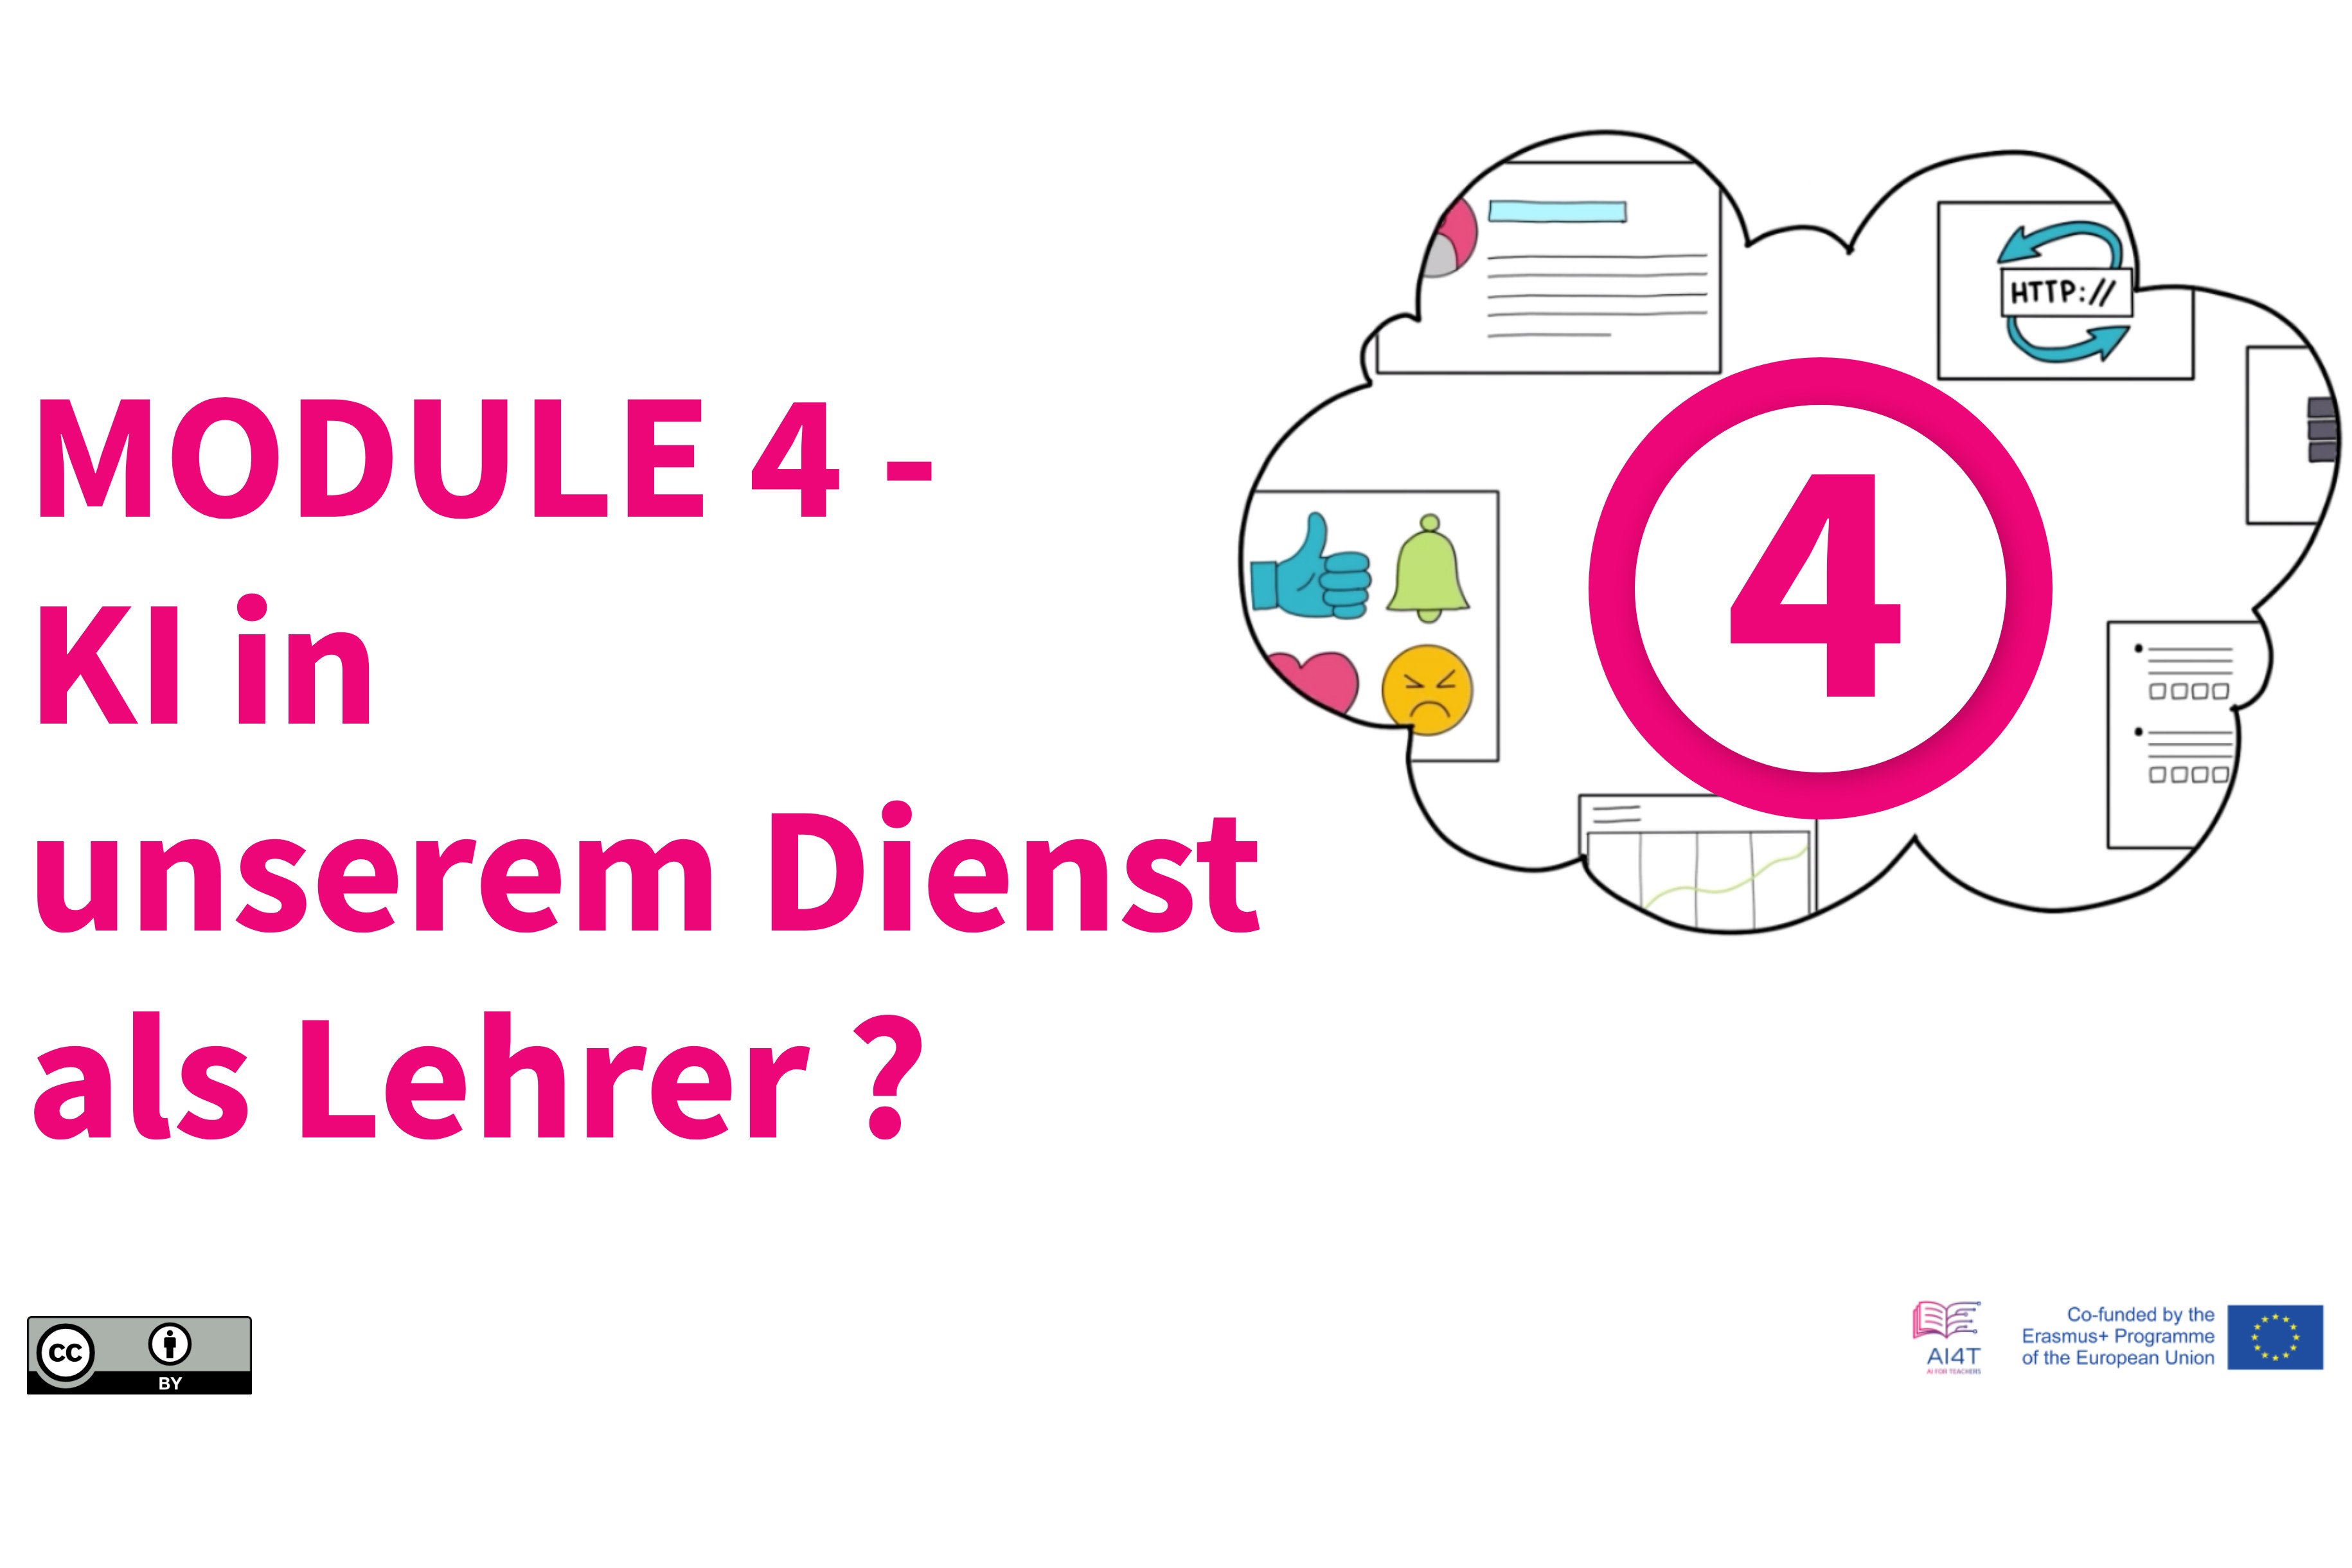 MODULE 4 -
KI in
unserem Dienst
als Lehrer ?
HTTP://
4
CC
BY
AI4T
AI FOR TEACHERS
Co-funded by the
Erasmus+ Programme
of the European Union